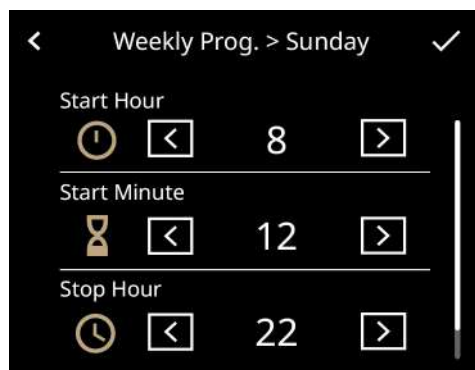 Weekly Prog. > Sunday
Start Hour
8
Start Minute
12
Stop Hour
22